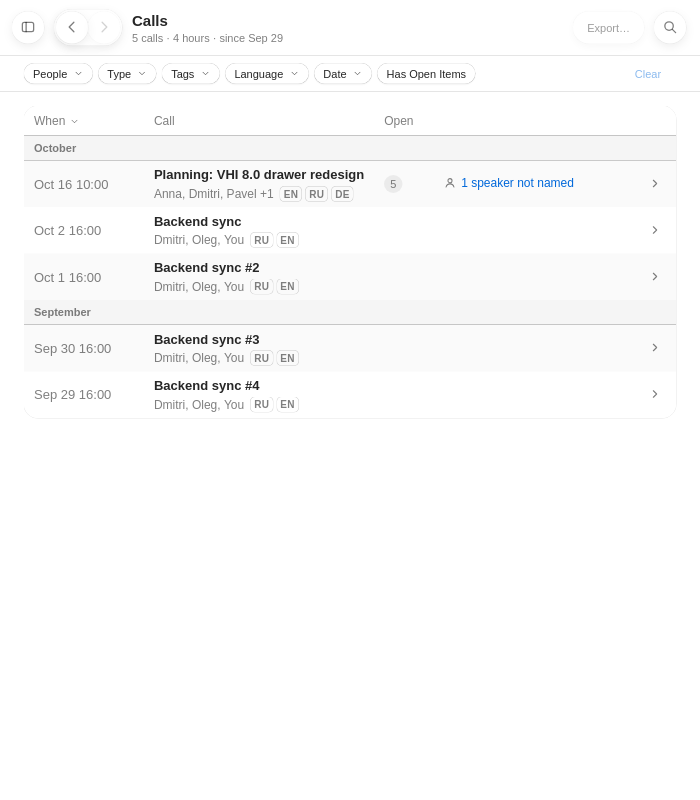 Calls
5 calls · 4 hours · since Sep 29
Export…
People
Type
Tags
Language
Date
Has Open Items
Clear
When
Call
Open
October
Oct 16 10:00
Planning: VHI 8.0 drawer redesign
Anna, Dmitri, Pavel +1 EN RU DE
5
1 speaker not named
Oct 2 16:00
Backend sync
Dmitri, Oleg, You RU EN
Oct 1 16:00
Backend sync #2
Dmitri, Oleg, You RU EN
September
Sep 30 16:00
Backend sync #3
Dmitri, Oleg, You RU EN
Sep 29 16:00
Backend sync #4
Dmitri, Oleg, You RU EN